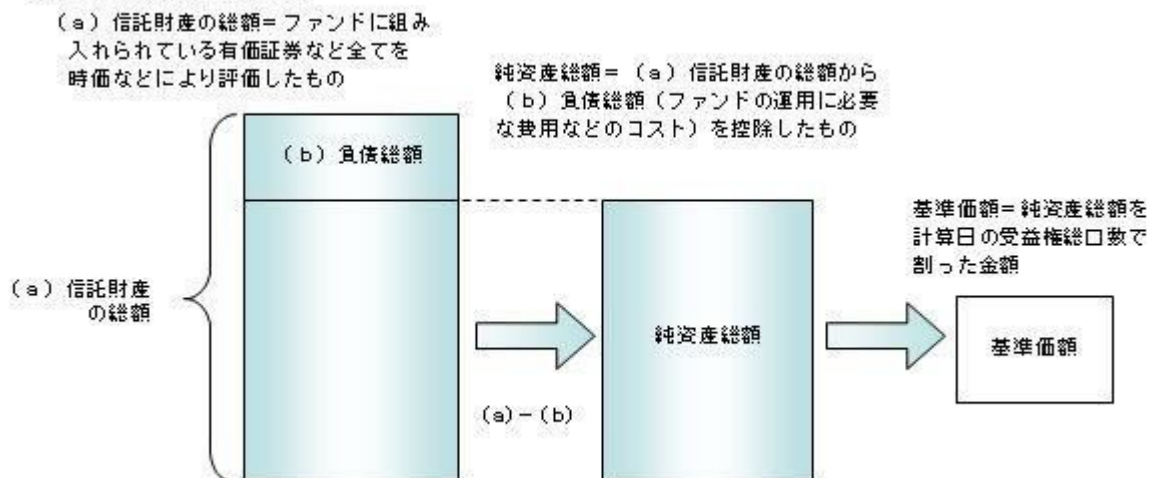 (a)信託財産の総額=ファンドに組み
入れられている有価証券など全てを
時価などにより評価したもの
純資産総額=(a)信託財産の総額から
(b)負債総額(ファンドの運用に必要
な費用などのコスト)を控除したもの
(b)負債総額
基準価額=純資産総額を
計算日の受益権総口数で
割った金額
(a)信託財産
の総額
純資産総額
基準価額
(a)-(b)